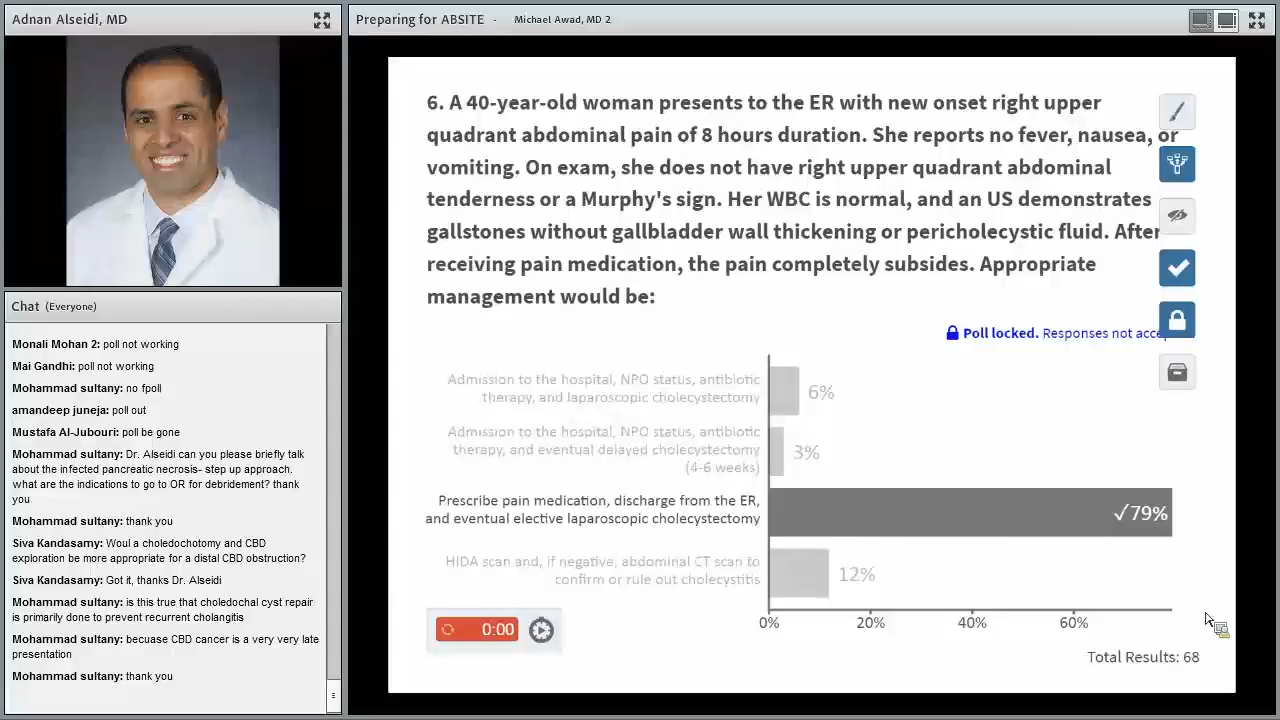 Adnan Alseidi, MD
Preparing for ABSITE - Michael Awad, MD 2
Chat (Everyone)
Monali Mohan 2: poll not working
Mai Gandhi: poll not working
Mohammad sultany: no fpoll
amandeep juneja: poll out
Mustafa Al-Jubouri: poll be gone
Mohammad sultany: Dr. Alseidi can you please briefly talk
about the infected pancreatic necrosis- step up approach.
what are the indications to go to OR for debridement? thank
you
Mohammad sultany: thank you
Siva Kandasamy: Woul a choledochotomy and CBD
exploration be more appropriate for a distal CBD obstruction?
Siva Kandasamy: Got it, thanks Dr. Alseidi
Mohammad sultany: is this true that choledochal cyst repair
is primarily done to prevent recurrent cholangitis
Mohammad sultany: becuase CBD cancer is a very very late
presentation
Mohammad sultany: thank you
6. A 40-year-old woman presents to the ER with new onset right upper
quadrant abdominal pain of 8 hours duration. She reports no fever, nausea, or
vomiting. On exam, she does not have right upper quadrant abdominal
tenderness or a Murphy's sign. Her WBC is normal, and an US demonstrates
gallstones without gallbladder wall thickening or pericholecystic fluid. After
receiving pain medication, the pain completely subsides. Appropriate
management would be:
Poll locked. Responses not acce
Admission to the hospital, NPO status, antibiotic
therapy, and laparoscopic cholecystectomy
6%
Admission to the hospital, NPO status, antibiotic
therapy, and eventual delayed cholecystectomy
(4-6 weeks)
3%
Prescribe pain medication, discharge from the ER,
and eventual elective laparoscopic cholecystectomy
✓79%
HIDA scan and, if negative, abdominal CT scan to
confirm or rule out cholecystitis
12%
0% 20% 40% 60%
0:00
Total Results: 68